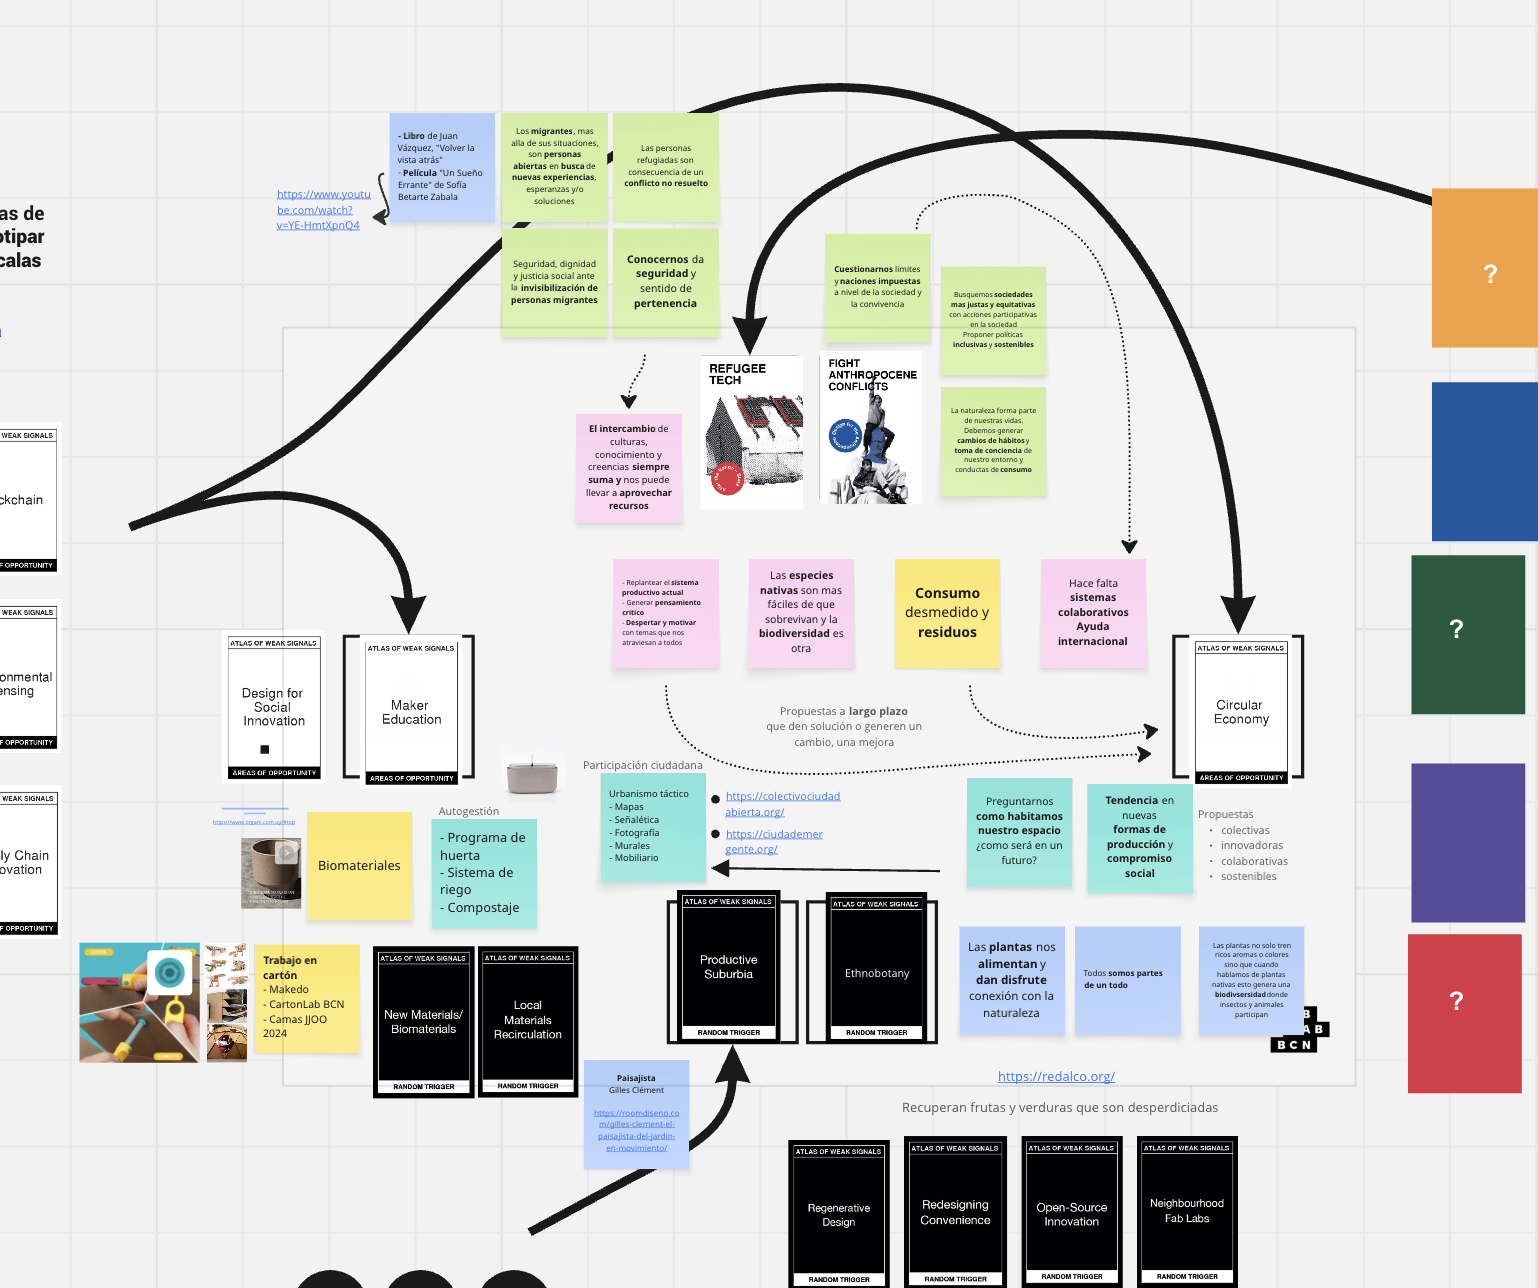 as de
otipar
calas
- Libro de Juan
Vázquez, "Volver la
vista atrás"
- Película "Un Sueño
Errante" de Sofía
Betarte Zabala
https://www.youtu
be.com/watch?
v=YE-HmtXpnQ4
Los migrantes, mas
alla de sus situaciones,
son personas
abiertas en busca de
nuevas experiencias,
esperanzas y/o
soluciones
Las personas
refugiadas son
consecuencia de un
conflicto no resuelto
Seguridad, dignidad
y justicia social ante
la invisibilización de
personas migrantes
Conocernos da
seguridad y
sentido de
pertenencia
Cuestionarnos limites
y naciones impuestas
a nivel de la sociedad y
la convivencia
Busquemos sociedades
mas justas y equitativas
con acciones participativas
en la sociedad
Proponer políticas
inclusivas y sostenibles
?
REFUGEE
TECH
FIGHT
ANTHROPOCENE
CONFLICTS
La naturaleza forma parte
de nuestras vidas.
Debemos generar
cambios de hábitos y
toma de conciencia de
nuestro entorno y
conductas de consumo
El intercambio de
culturas,
conocimiento y
creencias siempre
suma y nos puede
llevar a aprovechar
recursos
WEAK SIGNALS
ckchain
F OPPORTUNITY
- Replantear el sistema
productivo actual
- Generar pensamiento
critico
- Despertar y motivar
con temas que nos
atraviesan a todos
Las especies
nativas son mas
fáciles de que
sobrevivan y la
biodiversidad es
otra
Consumo
desmedido y
residuos
Hace falta
sistemas
colaborativos
Ayuda
internacional
?
WEAK SIGNALS
onmental
ensing
OF OPPORTUNITY
ATLAS OF WEAK SIGNALS
Design for
Social
Innovation
AREAS OF OPPORTUNITY
ATLAS OF WEAK SIGNALS
Maker
Education
AREAS OF OPPORTUNITY
ATLAS OF WEAK SIGNALS
Circular
Economy
AREAS OF OPPORTUNITY
Propuestas a largo plazo
que den solución o generen un
cambio, una mejora
Participación ciudadana
Urbanismo táctico
- Mapas
- Señalética
- Fotografía
- Murales
- Mobiliario
https://colectivociudad
abierta.org/
https://ciudademer
gente.org/
Preguntarnos
como habitamos
nuestro espacio
¿como será en un
futuro?
Tendencia en
nuevas
formas de
producción y
compromiso
social
Propuestas
• colectivas
• innovadoras
• colaborativas
• sostenibles
WEAK SIGNALS
ly Chain
ovation
OF OPPORTUNITY
Biomateriales
Autogestión
- Programa de
huerta
- Sistema de
riego
- Compostaje
Trabajo en
cartón
- Makedo
- CartonLab BCN
- Camas JJOO
2024
ATLAS OF WEAK SIGNALS
New Materials/
Biomaterials
RANDOM TRIGGER
ATLAS OF WEAK SIGNALS
Local
Materials
Recirculation
RANDOM TRIGGER
ATLAS OF WEAK SIGNALS
Productive
Suburbia
RANDOM TRIGGER
ATLAS OF WEAK SIGNALS
Ethnobotany
RANDOM TRIGGER
Las plantas nos
alimentan y
dan disfrute
conexión con la
naturaleza
Todos somos partes
de un todo
Las plantas no solo tren
ricos aromas o colores
sino que cuando
hablamos de plantas
nativas esto genera una
biodivsersidad donde
insectos y animales
participan
B
AB
BCN
?
Paisajista
Gilles Clément
https://roomdiseno.co
m/gilles-clement-el-
paisajista-del-jardin-
en-movimiento/
https://redalco.org/
Recuperan frutas y verduras que son desperdiciadas
ATLAS OF WEAK SIGNALS
Regenerative
Design
RANDOM TRIGGER
ATLAS OF WEAK SIGNALS
Redesigning
Convenience
RANDOM TRIGGER
ATLAS OF WEAK SIGNALS
Open-Source
Innovation
RANDOM TRIGGER
ATLAS OF WEAK SIGNALS
Neighbourhood
Fab Labs
RANDOM TRIGGER